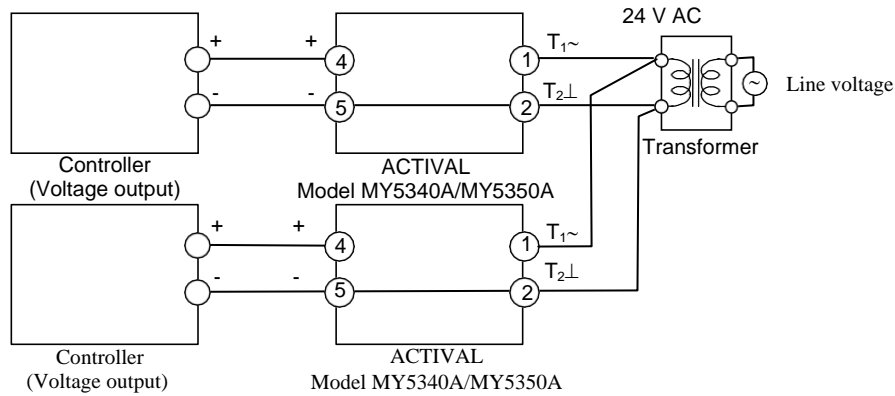 24 V AC
+ + T₁~
4 1
- - T₂⊥
5 2
~ Line voltage
Transformer
Controller
(Voltage output)
ACTIVAL
Model MY5340A/MY5350A
+ + T₁~
4 1
- - T₂⊥
5 2
Controller
(Voltage output)
ACTIVAL
Model MY5340A/MY5350A